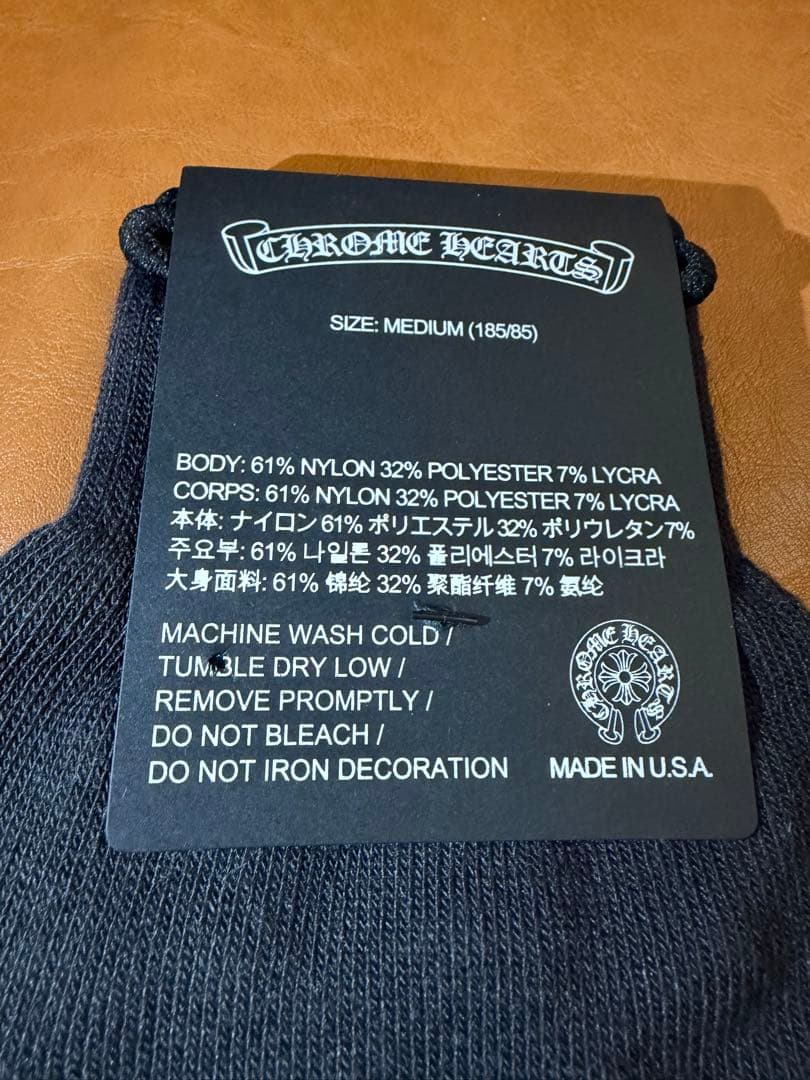 CHROME HEARTS
SIZE: MEDIUM (185/85)
BODY: 61% NYLON 32% POLYESTER 7% LYCRA
CORPS: 61% NYLON 32% POLYESTER 7% LYCRA
本体: ナイロン 61% ポリエステル 32% ポリウレタン 7%
주요부: 61% 나일론 32% 폴리에스터 7% 라이크라
大身面料: 61% 锦纶 32% 聚酯纤维 7% 氨纶
MACHINE WASH COLD /
TUMBLE DRY LOW /
REMOVE PROMPTLY /
DO NOT BLEACH /
DO NOT IRON DECORATION
CHROME HEARTS
MADE IN U.S.A.